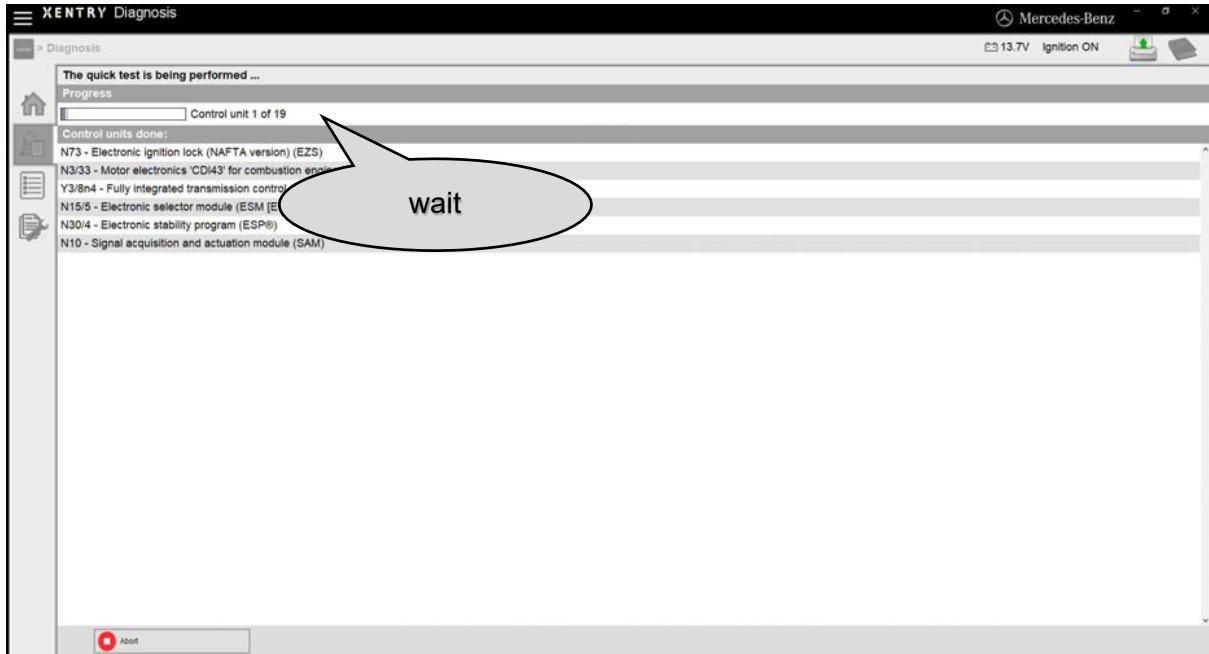 XENTRY Diagnosis
Mercedes-Benz
> Diagnosis
13.7V Ignition ON
The quick test is being performed ...
Progress
Control unit 1 of 19
Control units done:
N73 - Electronic ignition lock (NAFTA version) (EZS)
N3/33 - Motor electronics 'CDI43' for combustion engin
Y3/8n4 - Fully integrated transmission control
N15/5 - Electronic selector module (ESM [E
wait
N30/4 - Electronic stability program (ESP®)
N10 - Signal acquisition and actuation module (SAM)
Abort